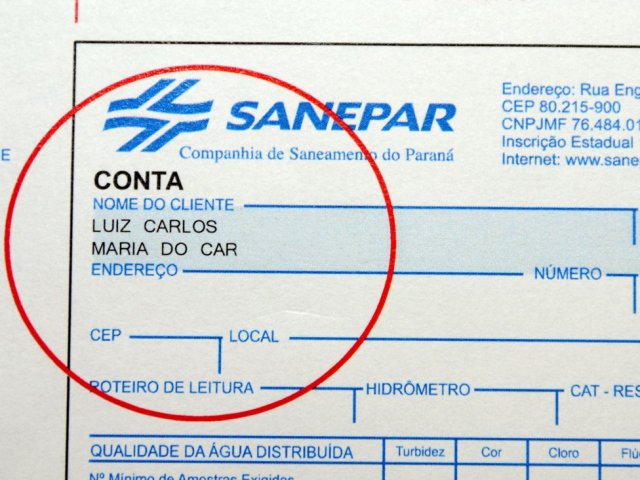 SANEPAR
Companhia de Saneamento do Paraná
Endereço: Rua Eng
CEP 80.215-900
CNPJMF 76.484.01
Inscrição Estadual
Internet: www.sane
E
CONTA
NOME DO CLIENTE
LUIZ CARLOS
MARIA DO CAR
ENDEREÇO
NÚMERO
CEP
LOCAL
ROTEIRO DE LEITURA
HIDRÔMETRO
CAT - RES
QUALIDADE DA ÁGUA DISTRIBUÍDA
Turbidez
Cor
Cloro
Flú
Nº Mínimo de Amostras Exigidas